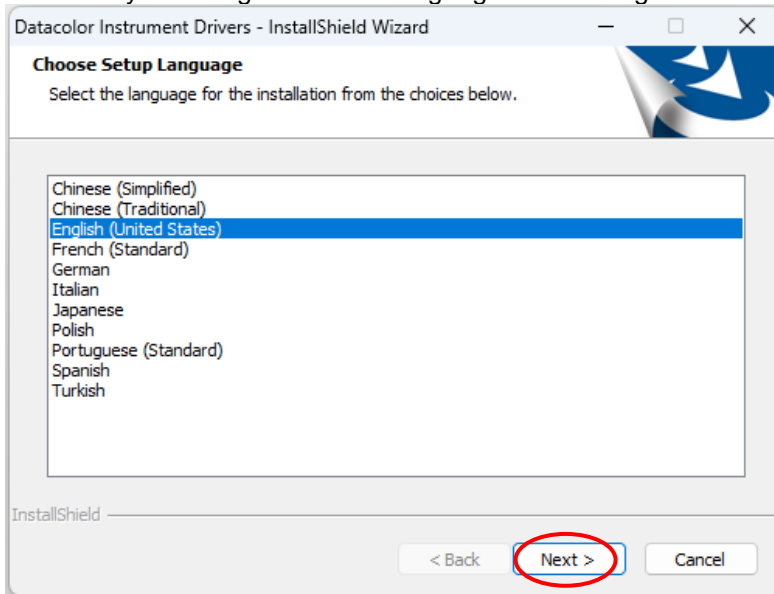 Datacolor Instrument Drivers - InstallShield Wizard
Choose Setup Language
Select the language for the installation from the choices below.
Chinese (Simplified)
Chinese (Traditional)
English (United States)
French (Standard)
German
Italian
Japanese
Polish
Portuguese (Standard)
Spanish
Turkish
InstallShield
< Back Next > Cancel